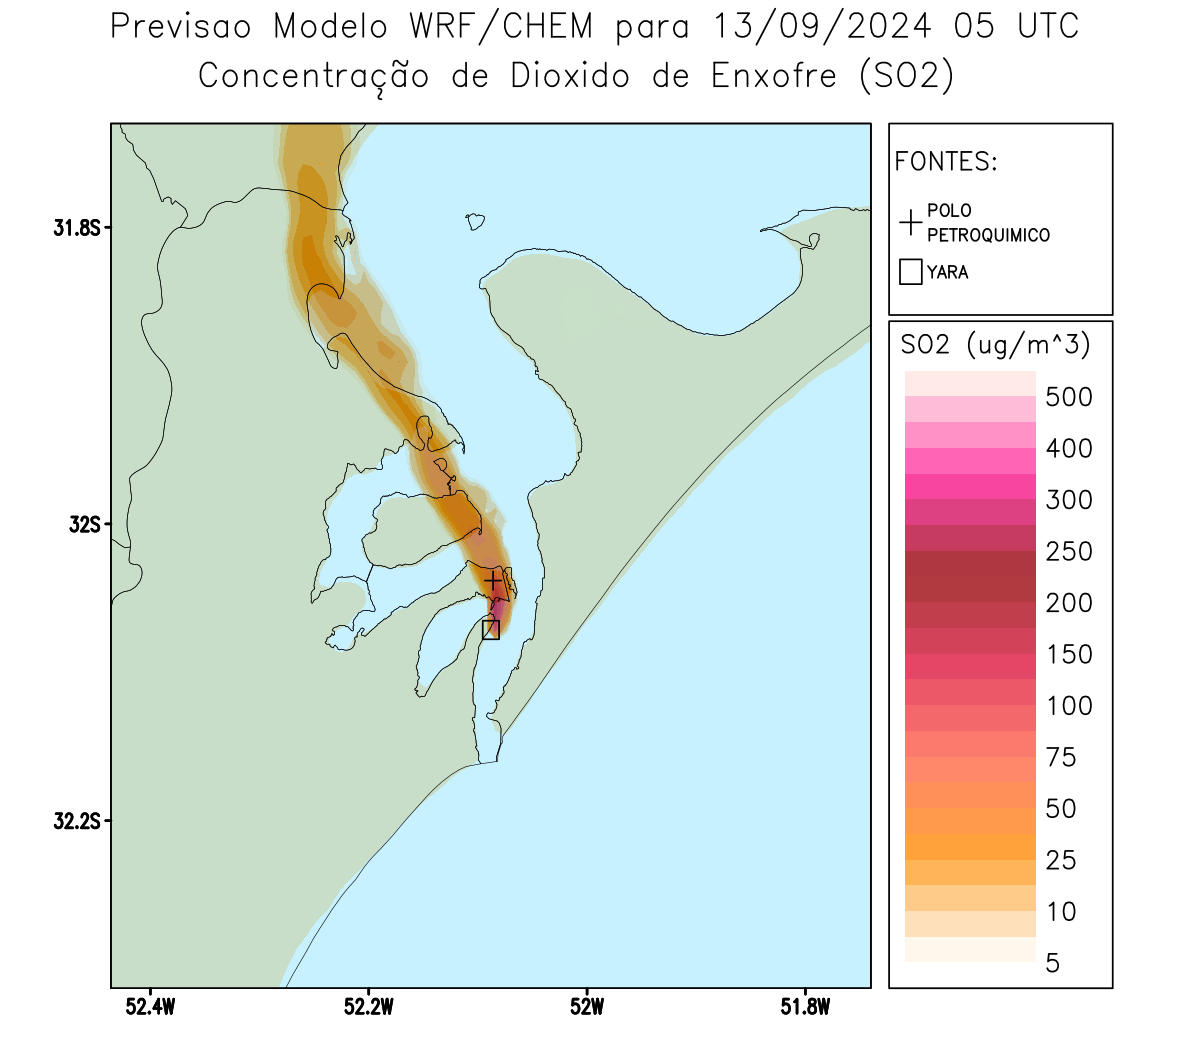 Previsao Modelo WRF/CHEM para 13/09/2024 05 UTC
Concentração de Dioxido de Enxofre (SO2)
FONTES:
POLO
PETROQUIMICO
YARA
SO2 (ug/m^3)
500
400
300
250
200
150
100
75
50
25
10
5
31.8S
32S
32.2S
52.4W
52.2W
52W
51.8W